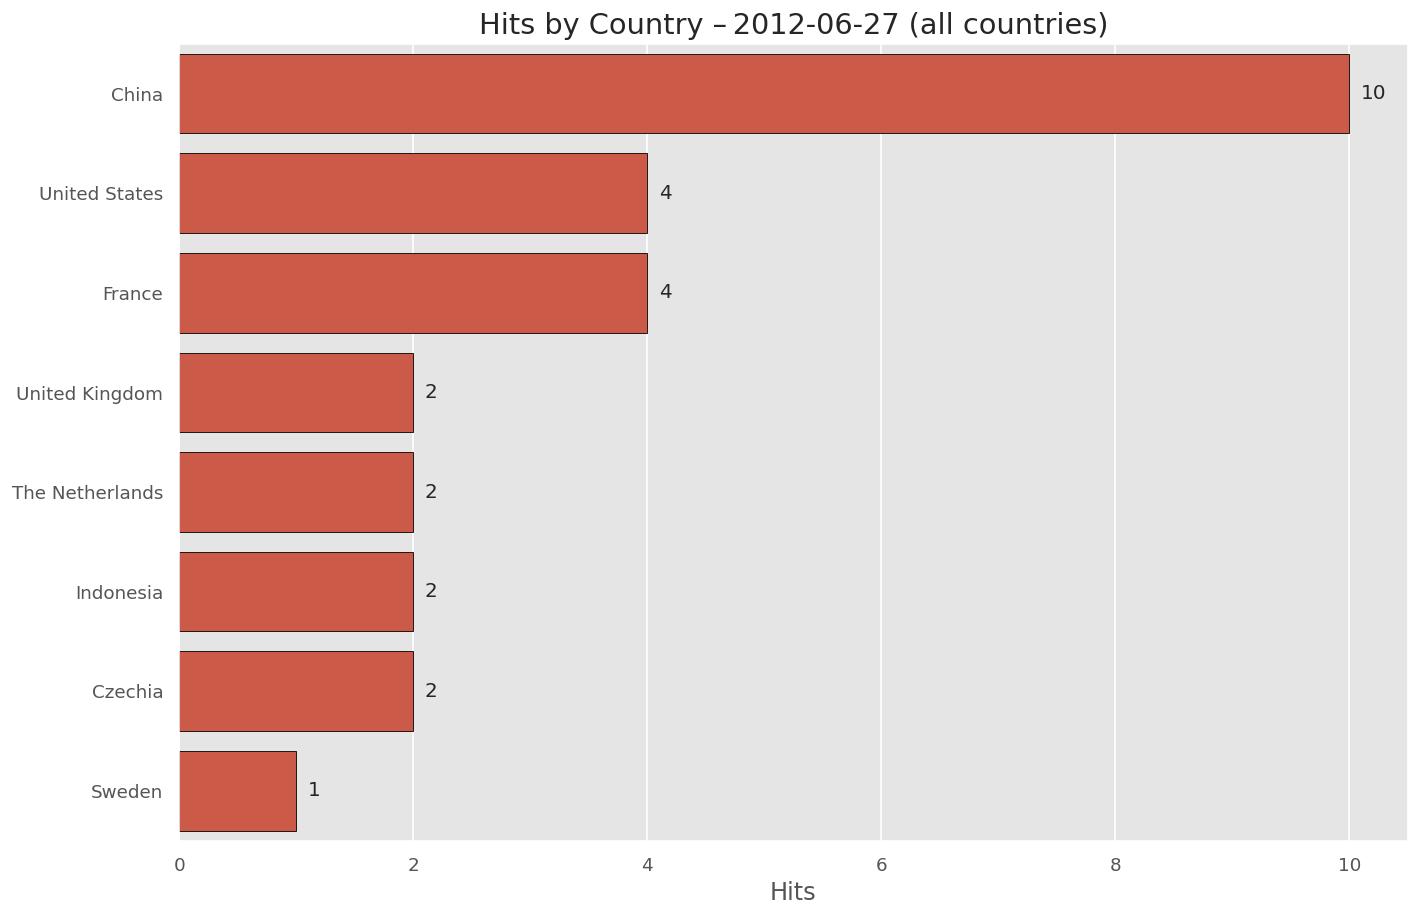 Hits by Country – 2012-06-27 (all countries)
China 10
United States 4
France 4
United Kingdom 2
The Netherlands 2
Indonesia 2
Czechia 2
Sweden 1
0 2 4 6 8 10
Hits